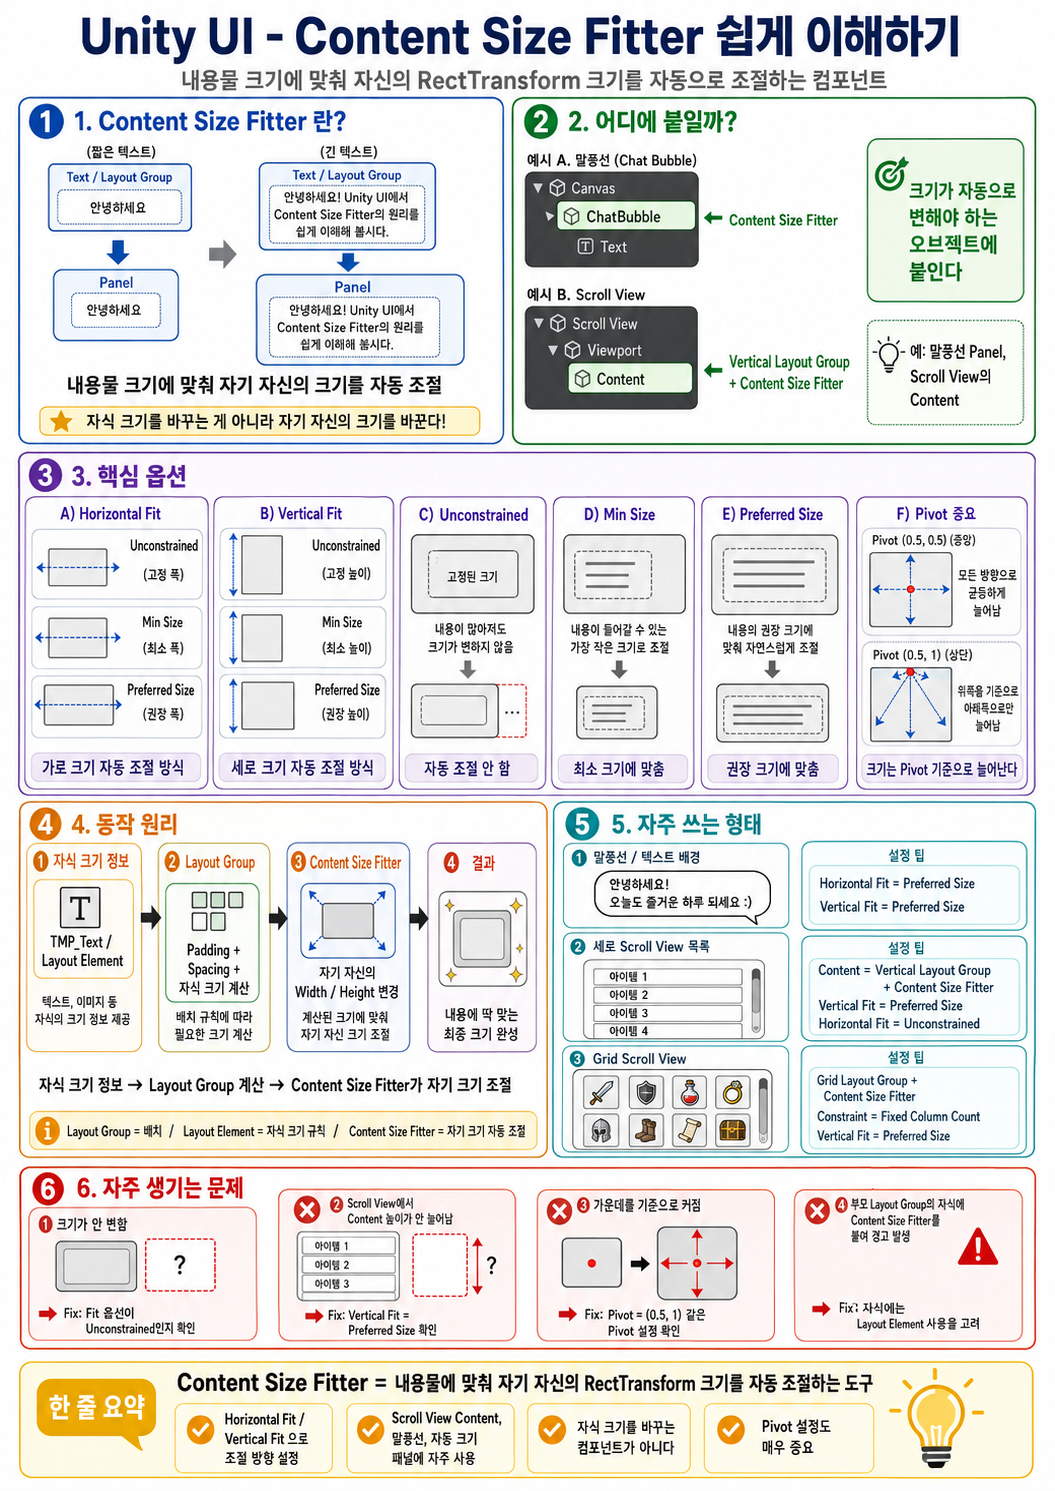 Unity UI - Content Size Fitter 쉽게 이해하기
내용물 크기에 맞춰 자신의 RectTransform 크기를 자동으로 조절하는 컴포넌트
1 1. Content Size Fitter 란?
(짧은 텍스트)
Text / Layout Group
안녕하세요
Panel
안녕하세요
(긴 텍스트)
Text / Layout Group
안녕하세요! Unity UI에서
Content Size Fitter의 원리를
쉽게 이해해 봅시다.
Panel
안녕하세요! Unity UI에서
Content Size Fitter의 원리를
쉽게 이해해 봅시다.
내용물 크기에 맞춰 자기 자신의 크기를 자동 조절
자식 크기를 바꾸는 게 아니라 자기 자신의 크기를 바꾼다!
2 2. 어디에 붙일까?
예시 A. 말풍선 (Chat Bubble)
Canvas
ChatBubble
T Text
Content Size Fitter
예시 B. Scroll View
Scroll View
Viewport
Content
Vertical Layout Group
+ Content Size Fitter
크기가 자동으로
변해야 하는
오브젝트에
붙인다
예: 말풍선 Panel,
Scroll View의
Content
3 3. 핵심 옵션
A) Horizontal Fit
Unconstrained
(고정 폭)
Min Size
(최소 폭)
Preferred Size
(권장 폭)
가로 크기 자동 조절 방식
B) Vertical Fit
Unconstrained
(고정 높이)
Min Size
(최소 높이)
Preferred Size
(권장 높이)
세로 크기 자동 조절 방식
C) Unconstrained
고정된 크기
내용이 많아저도
크기가 변하지 않음
...
자동 조절 안 함
D) Min Size
내용이 들어갈 수 있는
가장 작은 크기로 조절
최소 크기에 맞춤
E) Preferred Size
내용의 권장 크기에
맞춰 자연스럽게 조절
권장 크기에 맞춤
F) Pivot 중요
Pivot (0.5, 0.5) (중앙)
모든 방향으로
균등하게
늘어남
Pivot (0.5, 1) (상단)
위쪽을 기준으로
늘어남
크기는 Pivot 기준으로 늘어난다
4 4. 동작 원리
1 자식 크기 정보
T
TMP_Text /
Layout Element
텍스트, 이미지 등
자식의 크기 정보 제공
2 Layout Group
Padding +
Spacing +
자식 크기 계산
배치 규칙에 따라
필요한 크기 계산
3 Content Size Fitter
자기 자신의
Width / Height 변경
계산된 크기에 맞춰
자기 자신 크기 조절
4 결과
내용에 딱 맞는
최종 크기 완성
자식 크기 정보 → Layout Group 계산 → Content Size Fitter가 자기 크기 조절
i Layout Group = 배치 / Layout Element = 자식 크기 규칙 / Content Size Fitter = 자기 크기 자동 조절
5 5. 자주 쓰는 형태
1 말풍선 / 텍스트 배경
안녕하세요!
오늘도 즐거운 하루 되세요 :)
설정 팁
Horizontal Fit = Preferred Size
Vertical Fit = Preferred Size
2 세로 Scroll View 목록
아이템 1
아이템 2
아이템 3
아이템 4
설정 팁
Content = Vertical Layout Group
+ Content Size Fitter
Vertical Fit = Preferred Size
Horizontal Fit = Unconstrained
3 Grid Scroll View
설정 팁
Grid Layout Group +
Content Size Fitter
Constraint = Fixed Column Count
Vertical Fit = Preferred Size
6 6. 자주 생기는 문제
1 크기가 안 변함
?
Fix: Fit 옵션이
Unconstrained인지 확인
2 Scroll View에서
Content 높이가 안 늘어남
아이템 1
아이템 2
아이템 3
?
Fix: Vertical Fit =
Preferred Size 확인
3 가운데를 기준으로 커짐
Fix: Pivot = (0.5, 1) 같은
Pivot 설정 확인
4 부모 Layout Group의 자식에
Content Size Fitter를
붙여 경고 발생
Fix: 자식에는
Layout Element 사용을 고려
한 줄 요약
Content Size Fitter = 내용물에 맞춰 자기 자신의 RectTransform 크기를 자동 조절하는 도구
Horizontal Fit /
Vertical Fit 으로
조절 방향 설정
Scroll View Content,
말풍선, 자동 크기
패널에 자주 사용
자식 크기를 바꾸는
컴포넌트가 아니다
Pivot 설정도
매우 중요